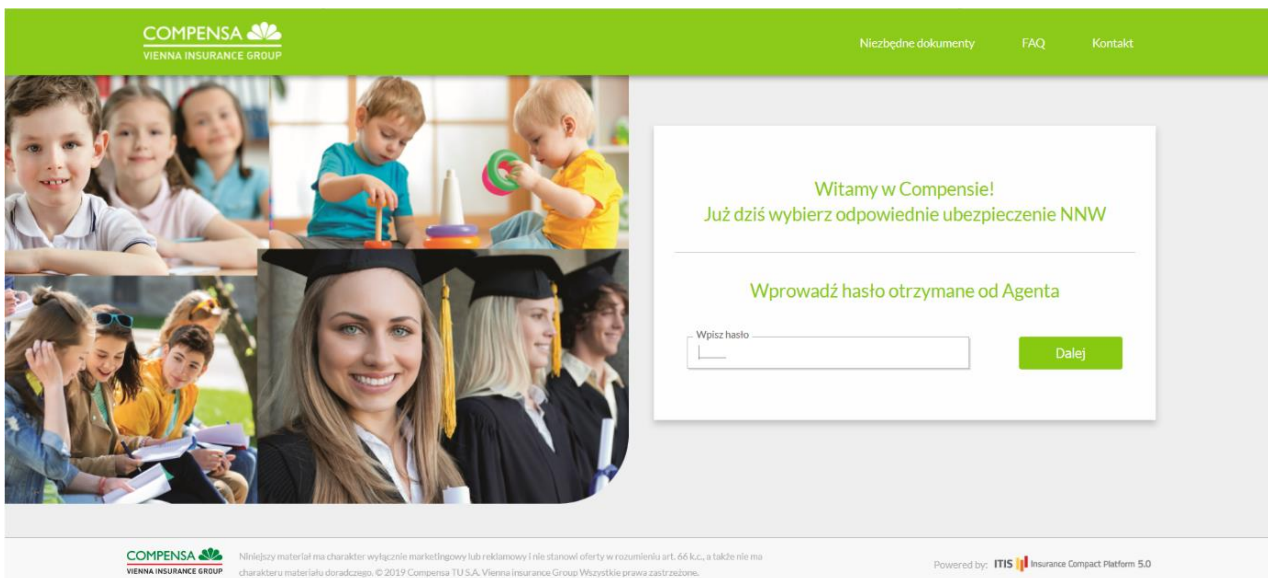 COMPENSA
VIENNA INSURANCE GROUP
Niezbędne dokumenty
FAQ
Kontakt
Witamy w Compensie!
Już dziś wybierz odpowiednie ubezpieczenie NNW
Wprowadź hasło otrzymane od Agenta
Wpisz hasło
Dalej
COMPENSA
VIENNA INSURANCE GROUP
Niniejszy materiał ma charakter wyłącznie marketingowy lub reklamowy i nie stanowi oferty w rozumieniu art. 66 k.c., a także nie ma
charakteru materiału doradczego. © 2019 Compensa TU S.A. Vienna insurance Group Wszystkie prawa zastrzeżone.
Powered by: ITIS Insurance Compact Platform 5.0